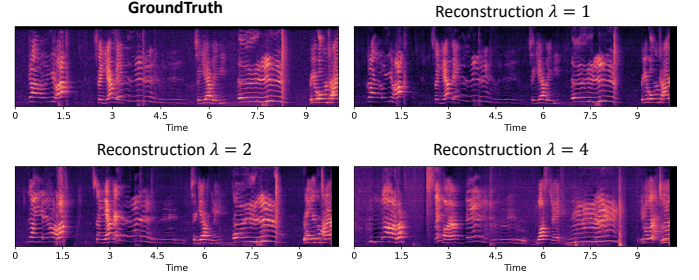 GroundTruth
Reconstruction λ = 1
0 1.5 3 4.5 6 7.5 9
Time
0 1.5 3 4.5 6 7.5 9
Time
Reconstruction λ = 2
Reconstruction λ = 4
0 1.5 3 4.5 6 7.5 9
Time
0 1.5 3 4.5 6 7.5 9
Time